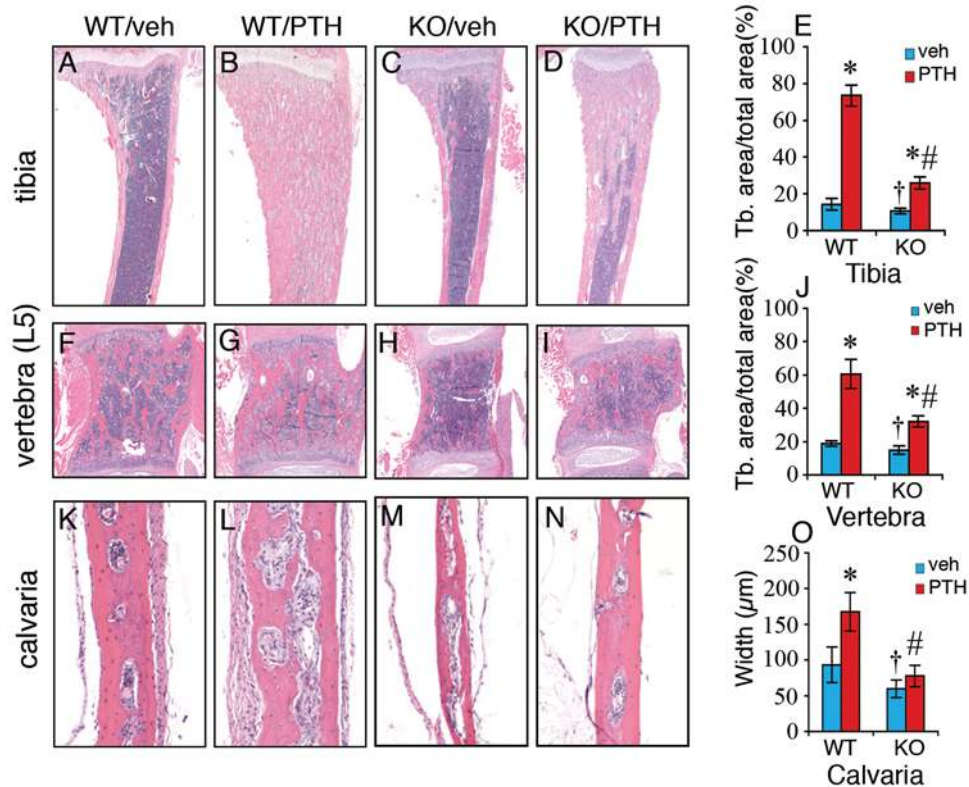 WT/veh WT/PTH KO/veh KO/PTH
tibia
A B C D
E
Tb. area/total area(%)
100
80
60
40
20
0
veh
PTH
*
†
*#
WT KO
Tibia
vertebra (L5)
F G H I
J
Tb. area/total area(%)
100
80
60
40
20
0
veh
PTH
*
†
*#
WT KO
Vertebra
calvaria
K L M N
O
Width (µm)
250
200
150
100
50
0
veh
PTH
*
†
#
WT KO
Calvaria